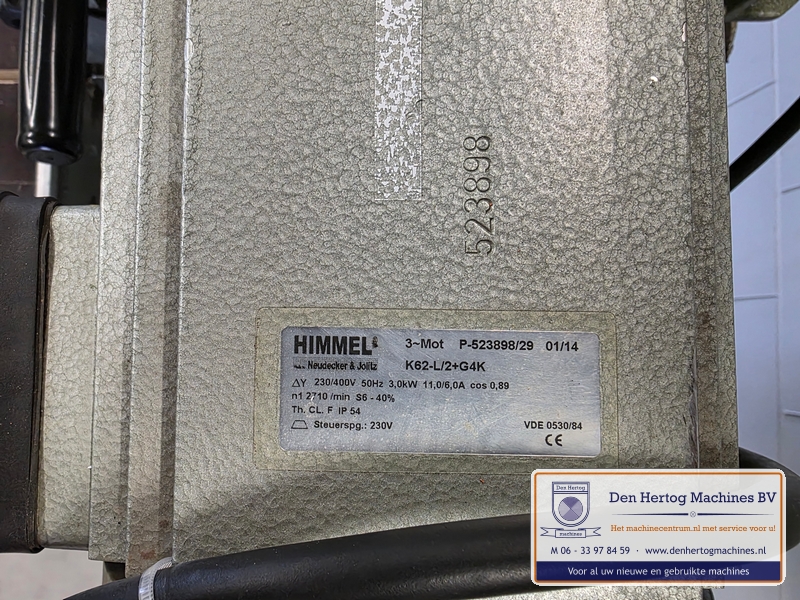 523898
HIMMEL
Neudecker & Jolitz
3~Mot P-523898/29 01/14
K62-L/2+G4K
△Y 230/400V 50Hz 3,0kW 11,0/6,0A cos 0,89
n1 2710 /min S6 - 40%
Th. CL. F IP 54
Steuerspg.: 230V
VDE 0530/84
CE
Den Hertog
machines
Den Hertog Machines BV
Het machinecentrum.nl met service voor u!
M 06 - 33 97 84 59 · www.denhertogmachines.nl
Voor al uw nieuwe en gebruikte machines